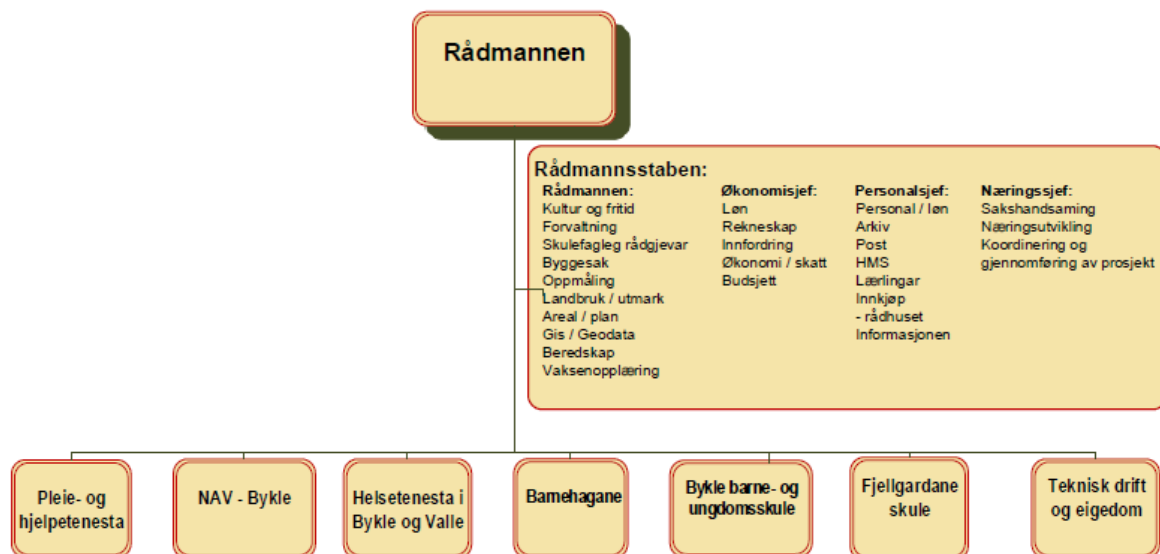 Rådmannen
Rådmannsstaben:
Rådmannen:
Kultur og fritid
Forvaltning
Skulefagleg rådgjevar
Byggesak
Oppmåling
Landbruk / utmark
Areal / plan
Gis / Geodata
Beredskap
Vaksenopplæring
Økonomisjef:
Løn
Rekneskap
Innfordring
Økonomi / skatt
Budsjett
Personalsjef:
Personal / løn
Arkiv
Post
HMS
Lærlingar
Innkjøp
- rådhuset
Informasjonen
Næringssjef:
Sakshandsaming
Næringsutvikling
Koordinering og
gjennomføring av prosjekt
Pleie- og
hjelpetenesta
NAV - Bykle
Helsetenesta i
Bykle og Valle
Barnehagane
Bykle barne- og
ungdomsskule
Fjellgardane
skule
Teknisk drift
og eigedom